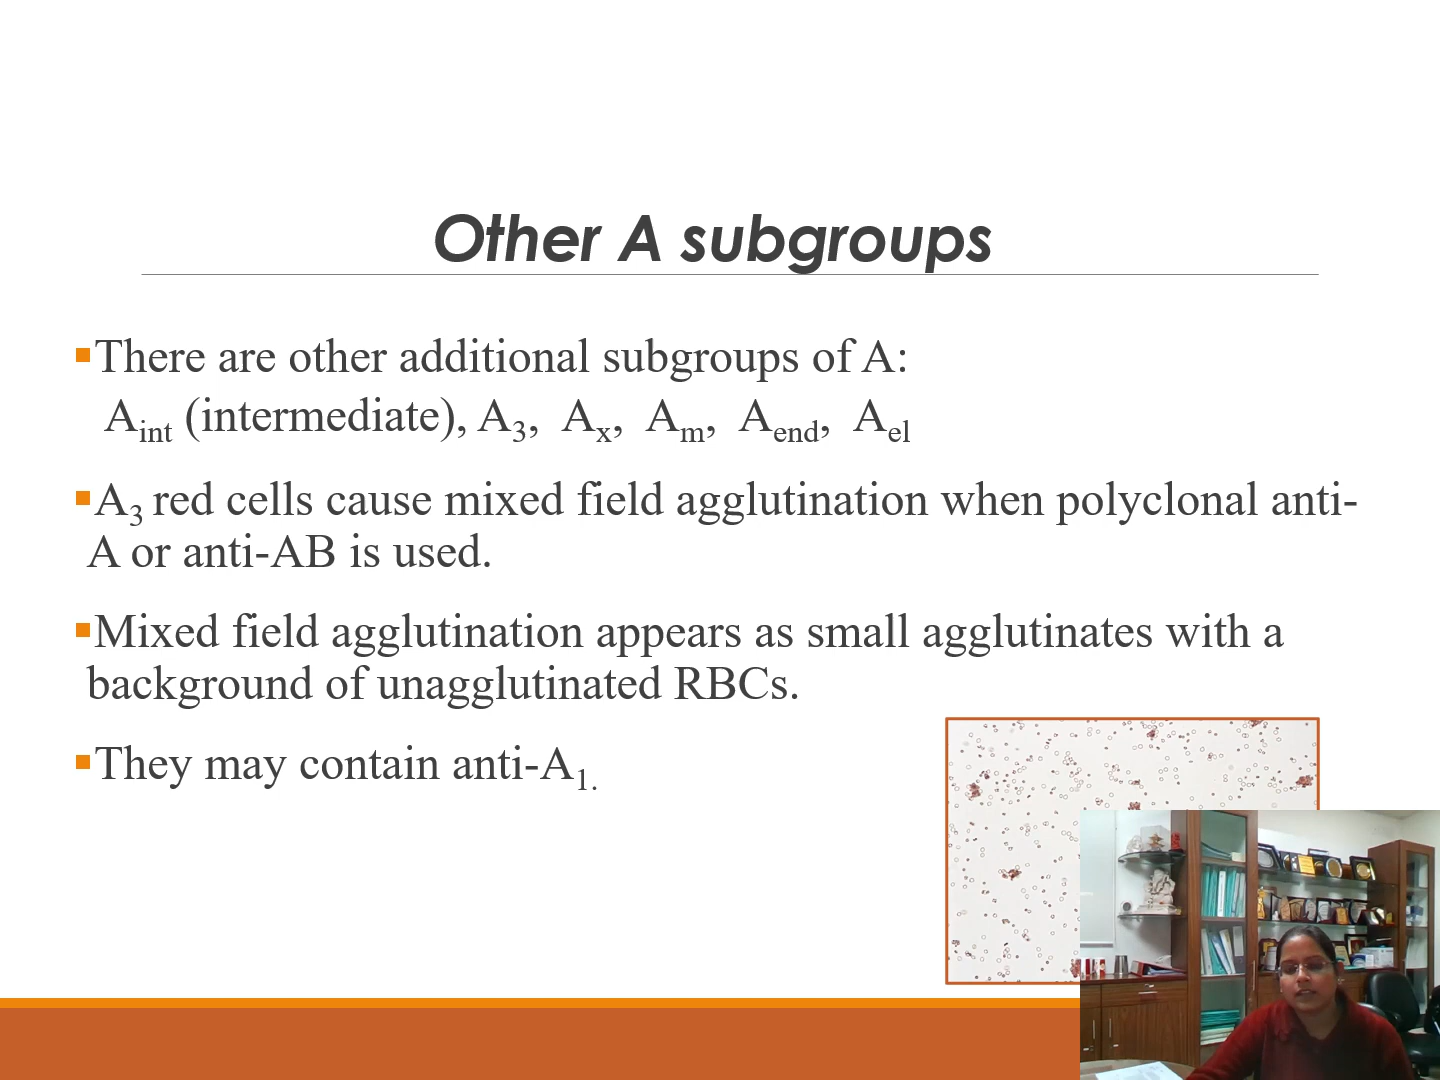 Other A subgroups
▪There are other additional subgroups of A:
A_int (intermediate), A_3, A_x, A_m, A_end, A_el
▪A_3 red cells cause mixed field agglutination when polyclonal anti-
A or anti-AB is used.
▪Mixed field agglutination appears as small agglutinates with a
background of unagglutinated RBCs.
▪They may contain anti-A_1.